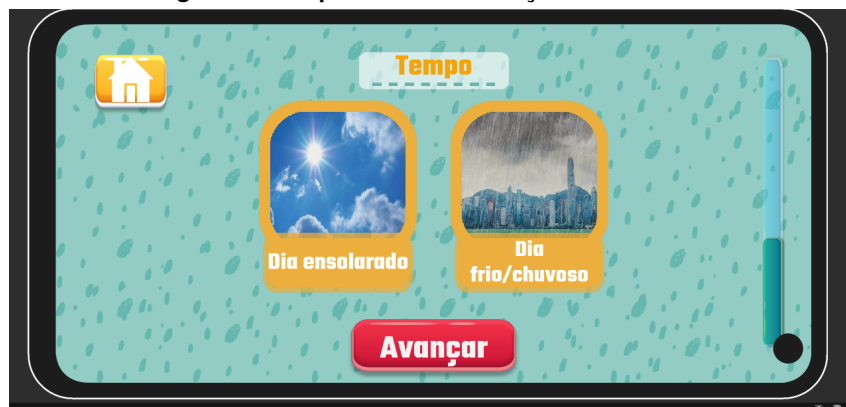 Tempo
Dia ensolarado
Dia
frio/chuvoso
Avançar